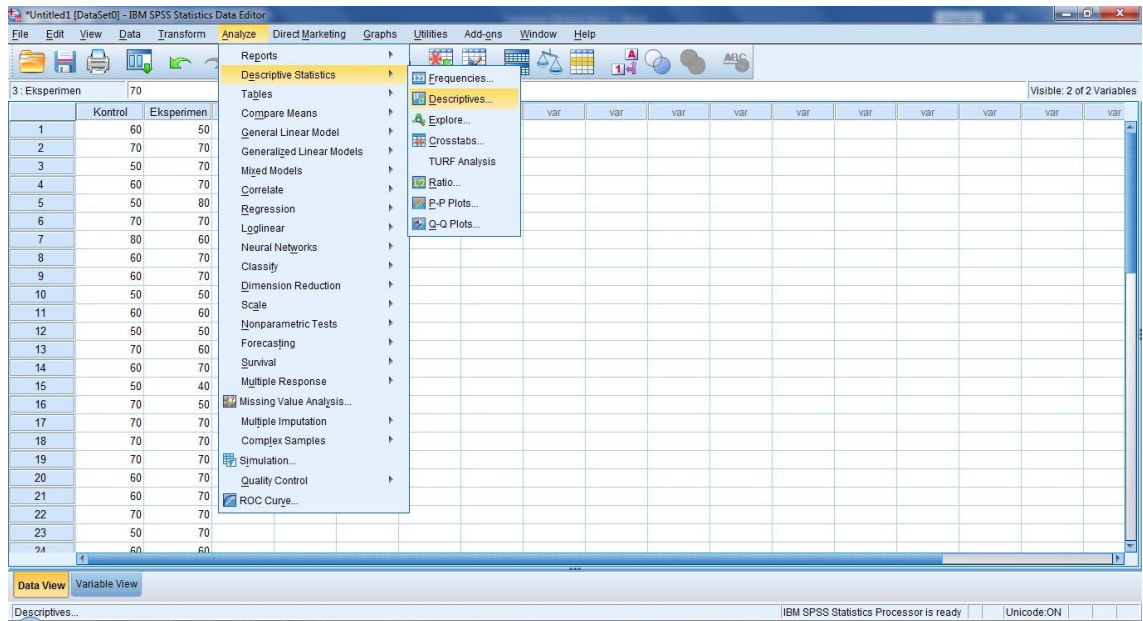 *Untitled1 [DataSet0] - IBM SPSS Statistics Data Editor
File Edit View Data Transform Analyze Direct Marketing Graphs Utilities Add-ons Window Help
3 : Eksperimen 70 Visible: 2 of 2 Variables
Kontrol Eksperimen var var var var var var var var var
1 60 50
2 70 70
3 50 70
4 60 70
5 50 80
6 70 70
7 80 60
8 60 70
9 60 70
10 50 50
11 60 60
12 50 50
13 70 60
14 60 70
15 50 40
16 70 50
17 70 70
18 70 70
19 70 70
20 60 70
21 60 70
22 70 70
23 50 70
24 60 60
Reports
Descriptive Statistics
Tables
Compare Means
General Linear Model
Generalized Linear Models
Mixed Models
Correlate
Regression
Loglinear
Neural Networks
Classify
Dimension Reduction
Scale
Nonparametric Tests
Forecasting
Survival
Multiple Response
Missing Value Analysis...
Multiple Imputation
Complex Samples
Simulation...
Quality Control
ROC Curve...
Frequencies...
Descriptives...
Explore...
Crosstabs...
TURF Analysis
Ratio...
P-P Plots...
Q-Q Plots...
Data View Variable View
Descriptives... IBM SPSS Statistics Processor is ready Unicode:ON